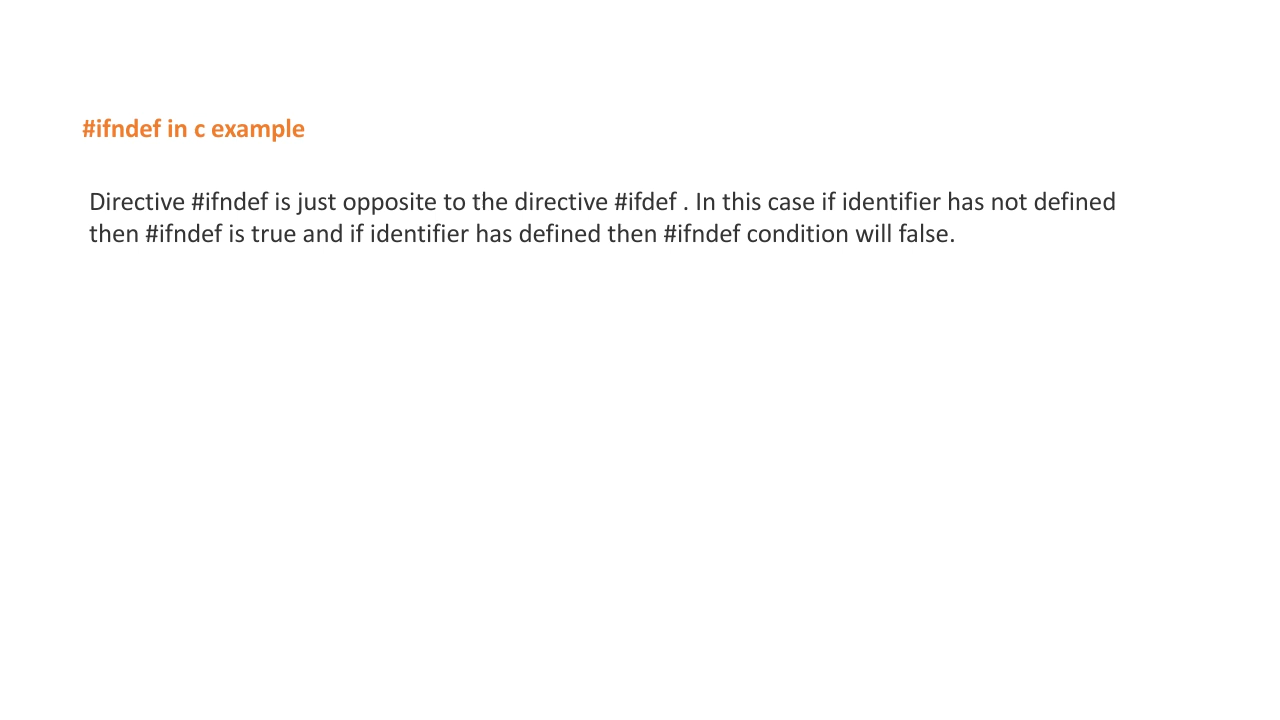 #ifndef in c example
Directive #ifndef is just opposite to the directive #ifdef . In this case if identifier has not defined
then #ifndef is true and if identifier has defined then #ifndef condition will false.